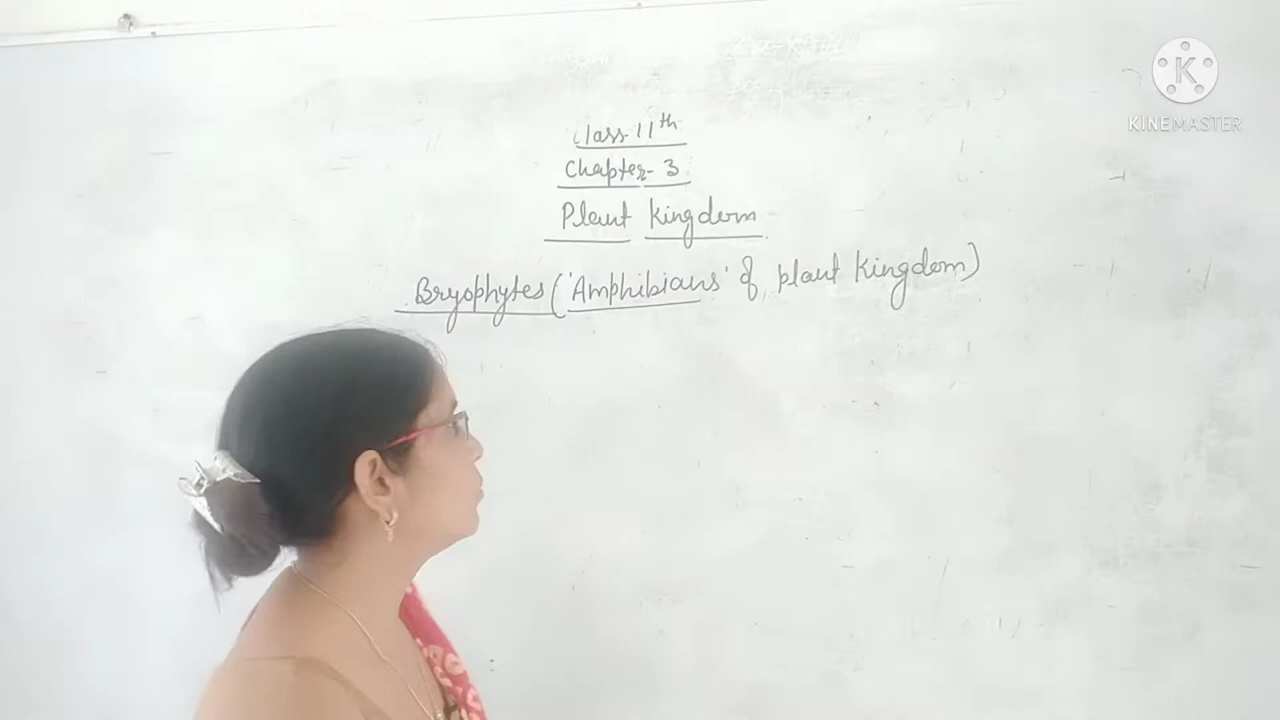 Class-11th
Chapter-3
Plant Kingdom
Bryophytes ('Amphibians' of plant Kingdom)
KINEMASTER